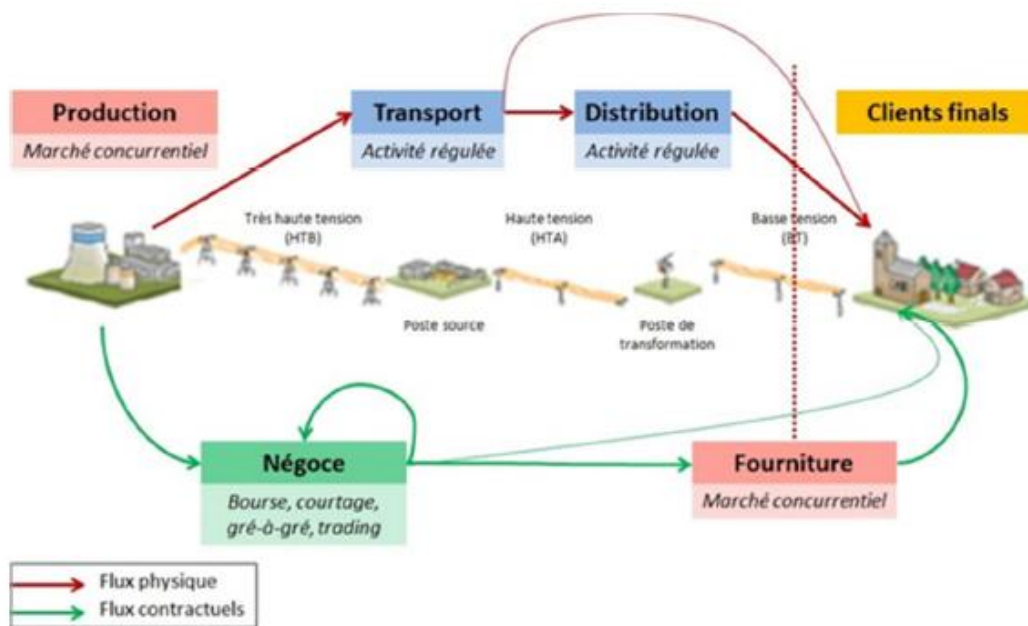 Production
Marché concurrentiel
Transport
Activité régulée
Distribution
Activité régulée
Clients finals
Très haute tension
(HTB)
Haute tension
(HTA)
Basse tension
(BT)
Poste source
Poste de
transformation
Négoce
Bourse, courtage,
gré-à-gré, trading
Fourniture
Marché concurrentiel
Flux physique
Flux contractuels